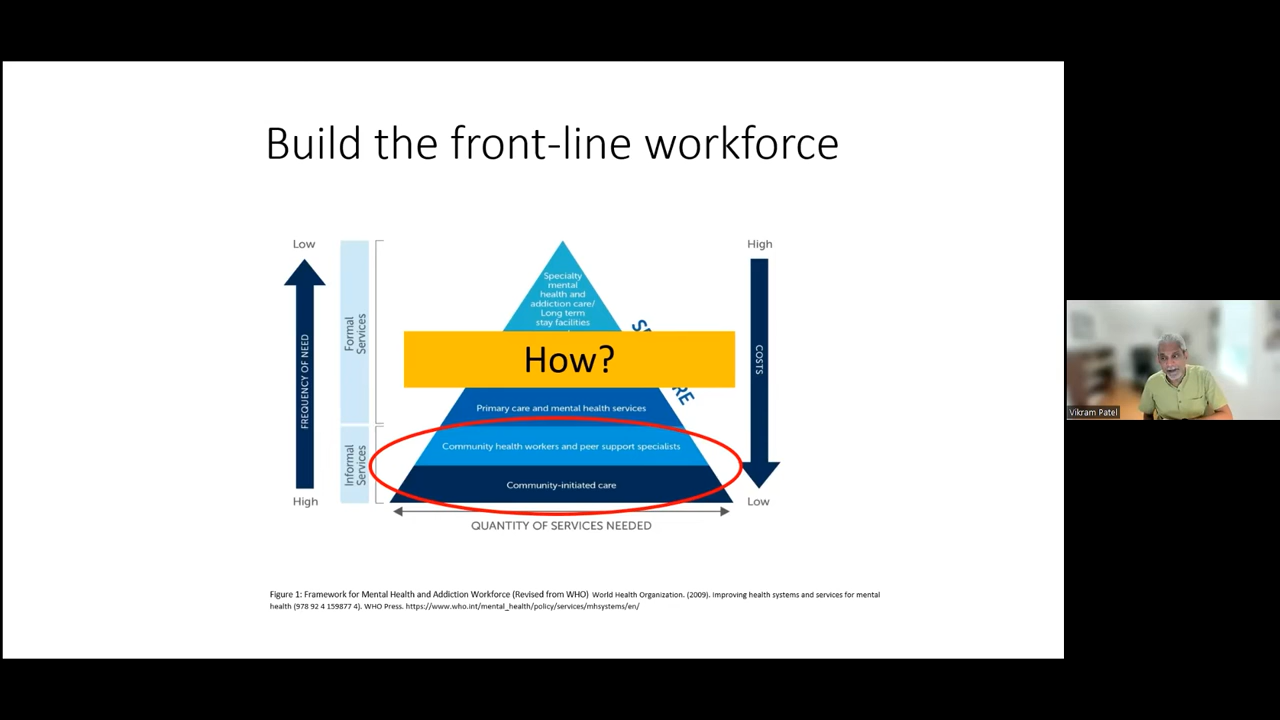 Build the front-line workforce
Low
High
Specialty
mental
health and
addiction care/
Long term
stay facilities
FREQUENCY OF NEED
Formal
Services
How?
COSTS
Primary care and mental health services
Community health workers and peer support specialists
Informal
Services
Community-initiated care
High
Low
QUANTITY OF SERVICES NEEDED
Figure 1: Framework for Mental Health and Addiction Workforce (Revised from WHO) World Health Organization. (2009). Improving health systems and services for mental
health (978 92 4 159877 4). WHO Press. https://www.who.int/mental_health/policy/services/mhsystems/en/
Vikram Patel